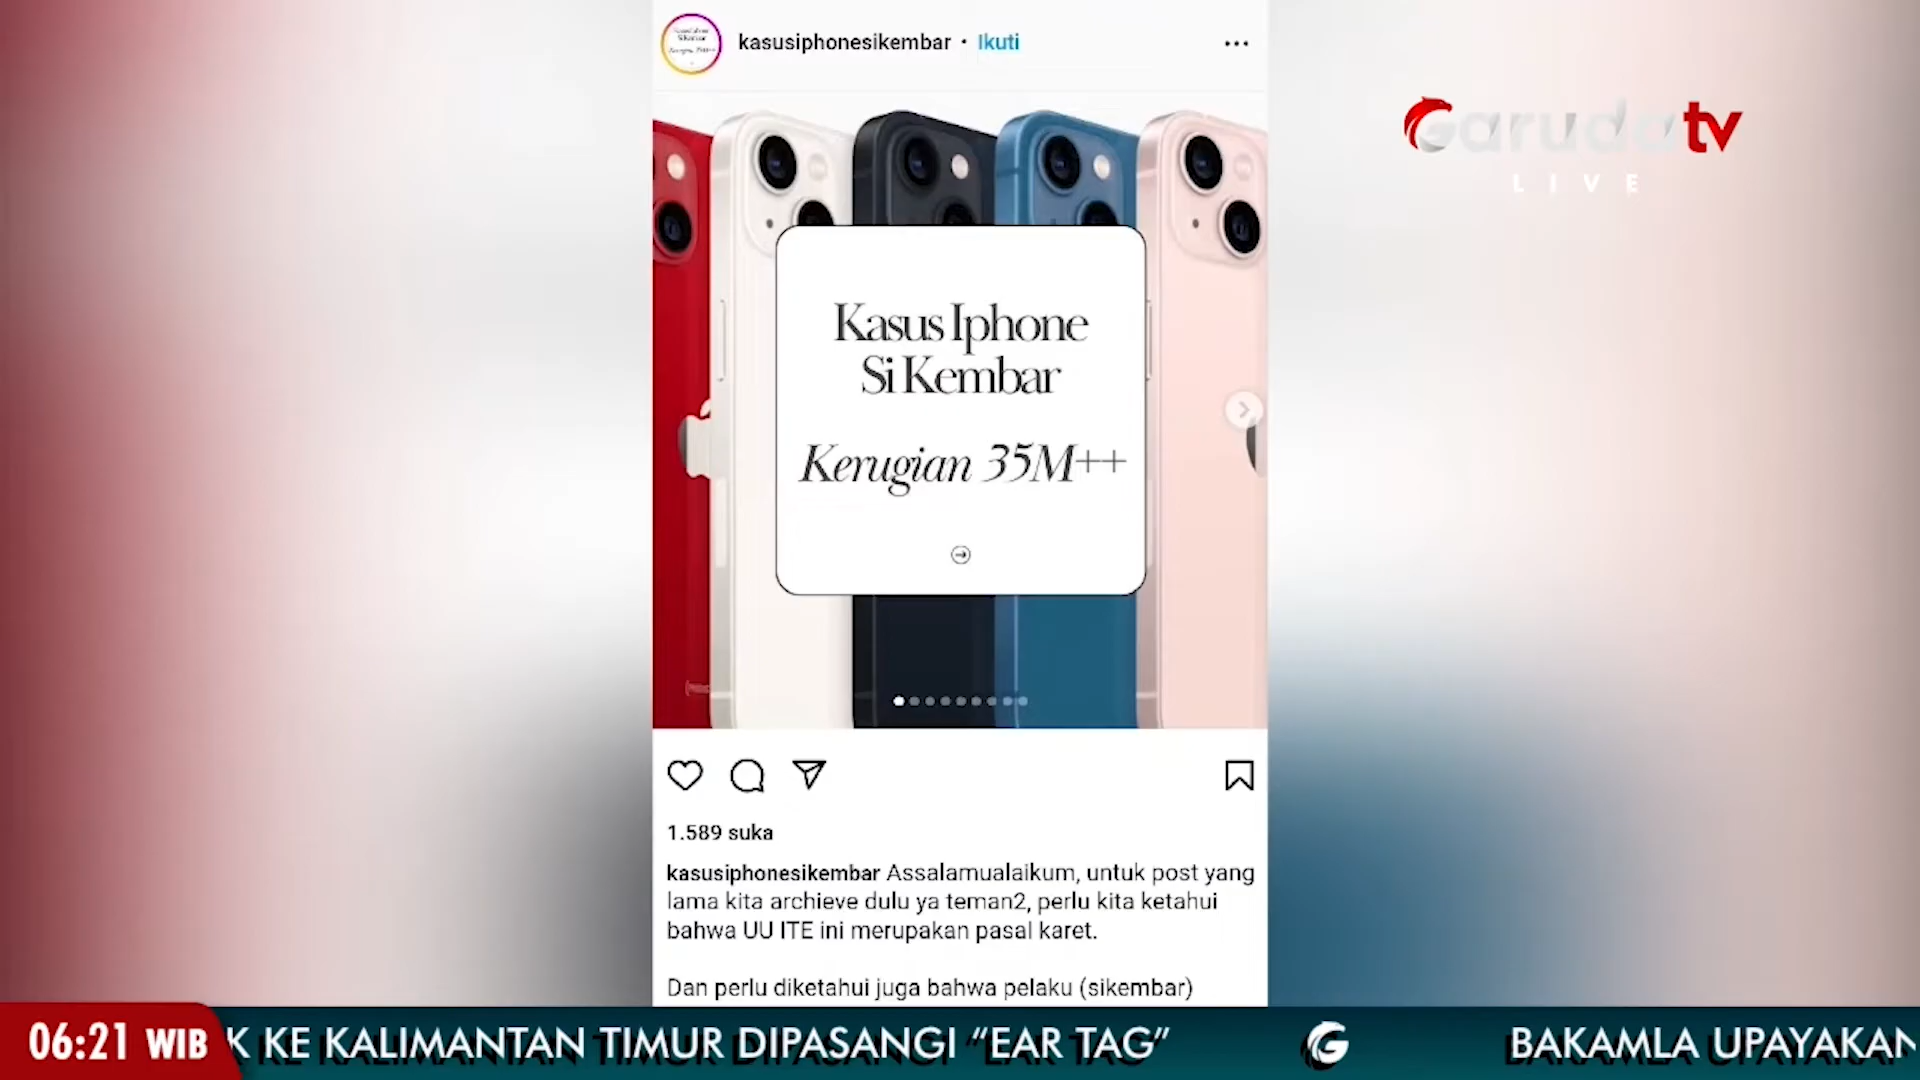 kasusiphonesikembar • Ikuti
Garudatv
LIVE
Kasus Iphone
Si Kembar
Kerugian 35M++
1.589 suka
kasusiphonesikembar Assalamualaikum, untuk post yang
lama kita archieve dulu ya teman2, perlu kita ketahui
bahwa UU ITE ini merupakan pasal karet.
Dan perlu diketahui juga bahwa pelaku (sikembar)
06:21 WIB
K KE KALIMANTAN TIMUR DIPASANGI “EAR TAG”
BAKAMLA UPAYAKAN